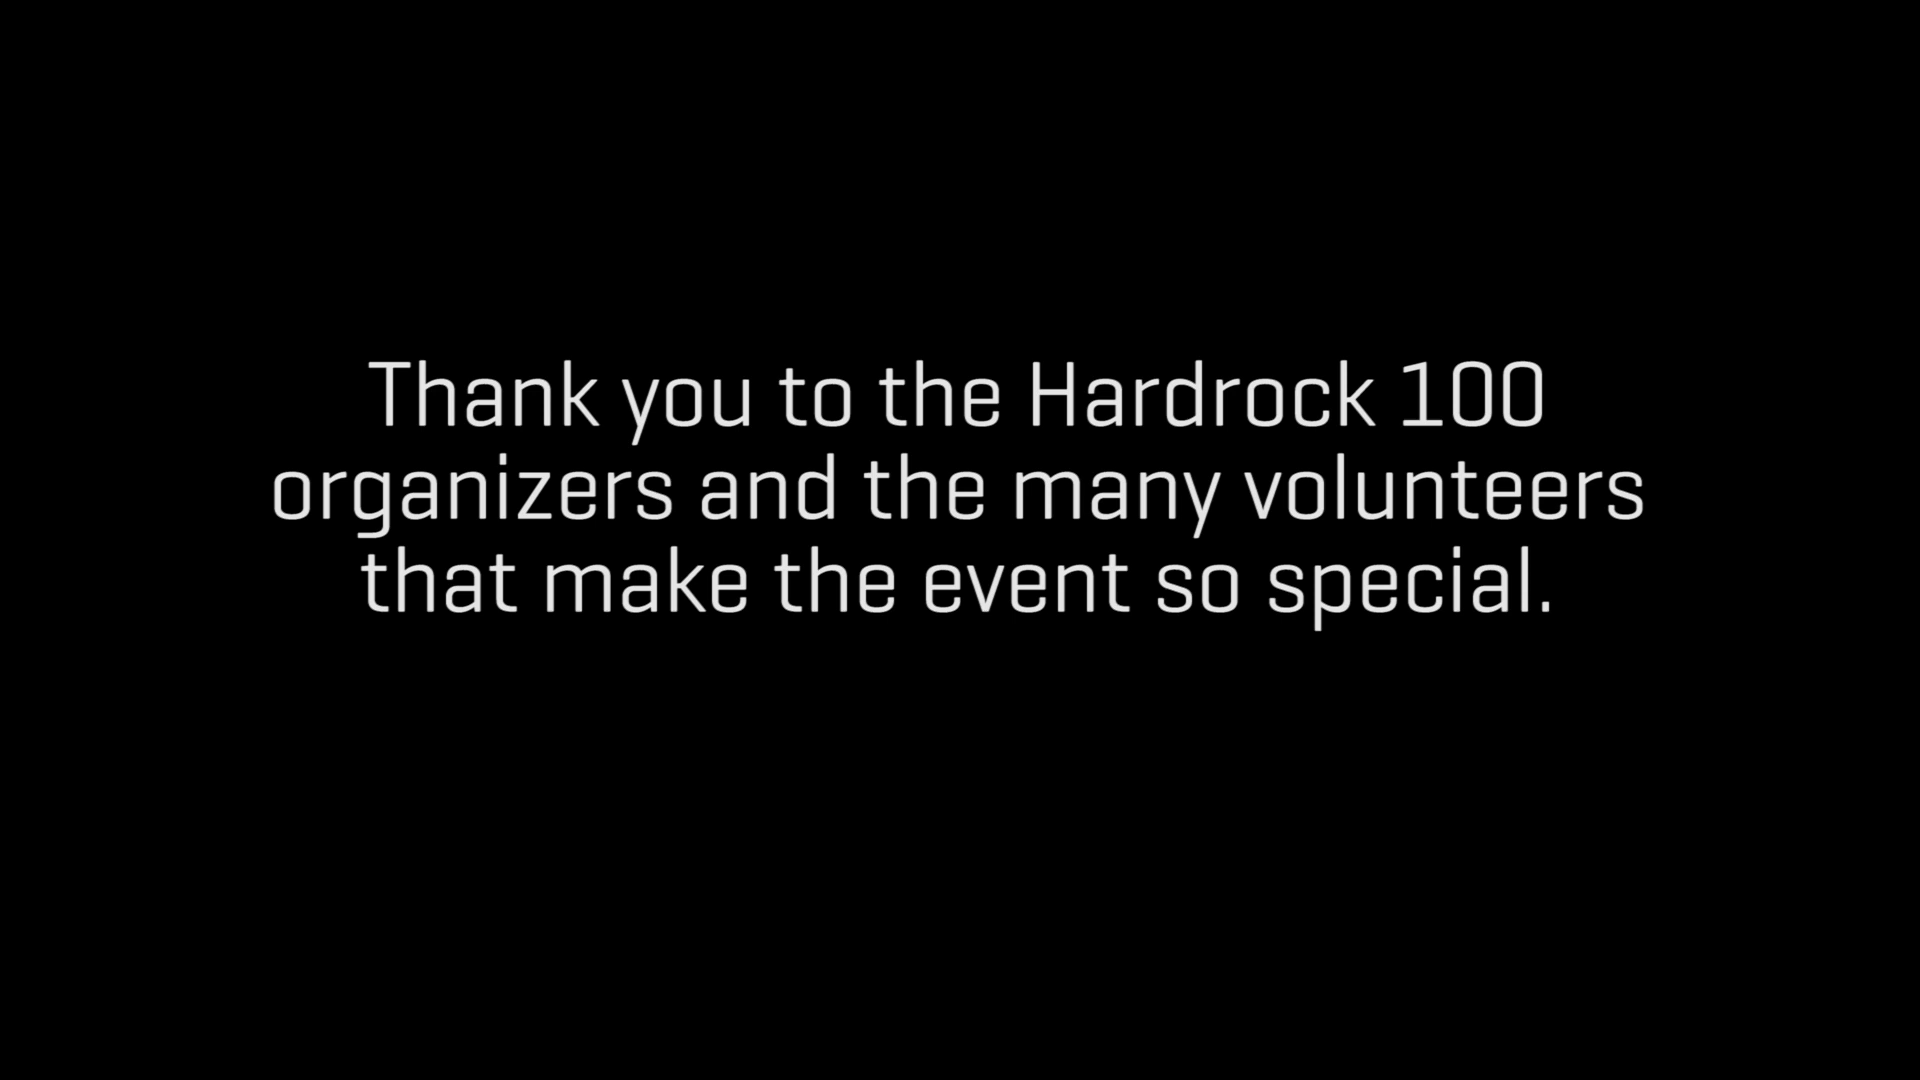 Thank you to the Hardrock 100
organizers and the many volunteers
that make the event so special.